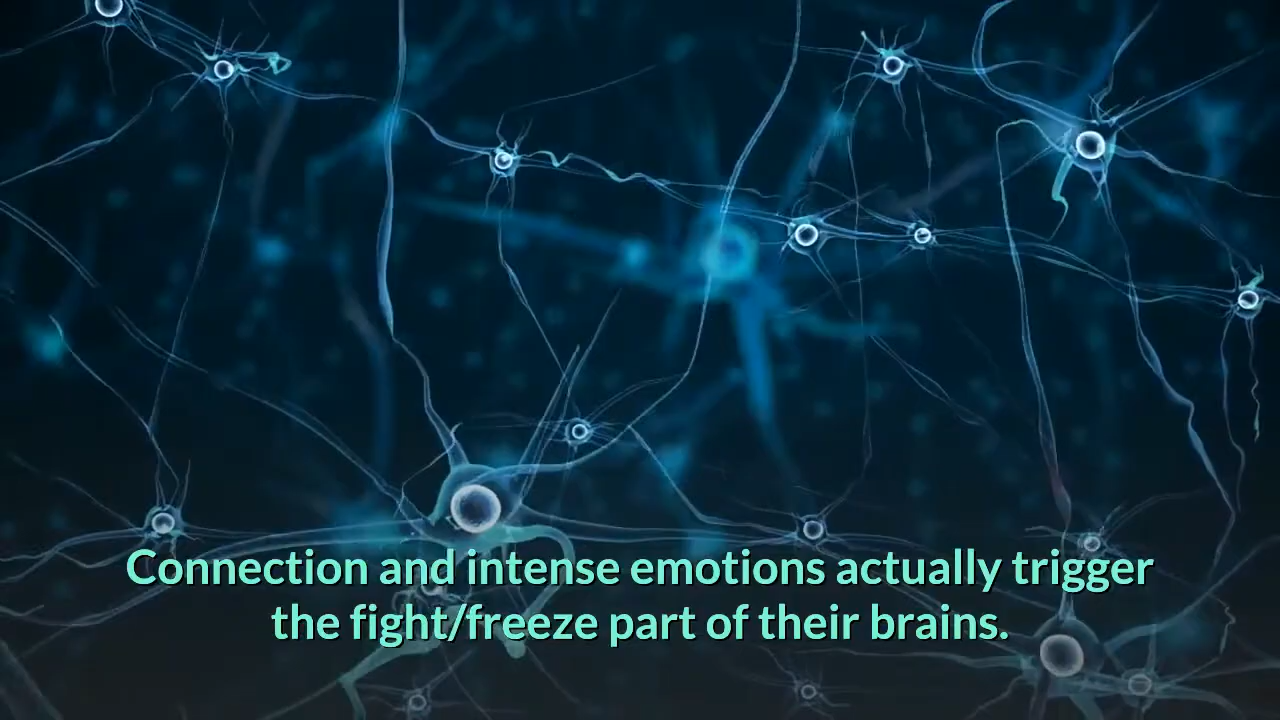 Connection and intense emotions actually trigger
the fight/freeze part of their brains.